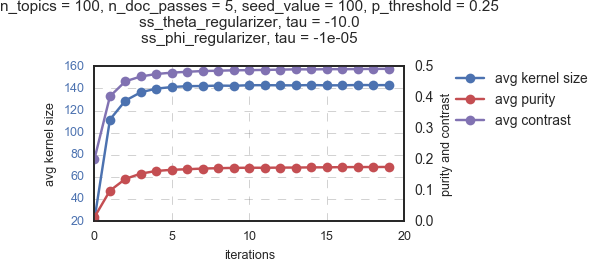 n_topics = 100, n_doc_passes = 5, seed_value = 100, p_threshold = 0.25
ss_theta_regularizer, tau = -10.0
ss_phi_regularizer, tau = -1e-05
160
140
120
100
80
60
40
20
avg kernel size
0
5
10
15
20
iterations
0.5
0.4
0.3
0.2
0.1
0.0
purity and contrast
avg kernel size
avg purity
avg contrast